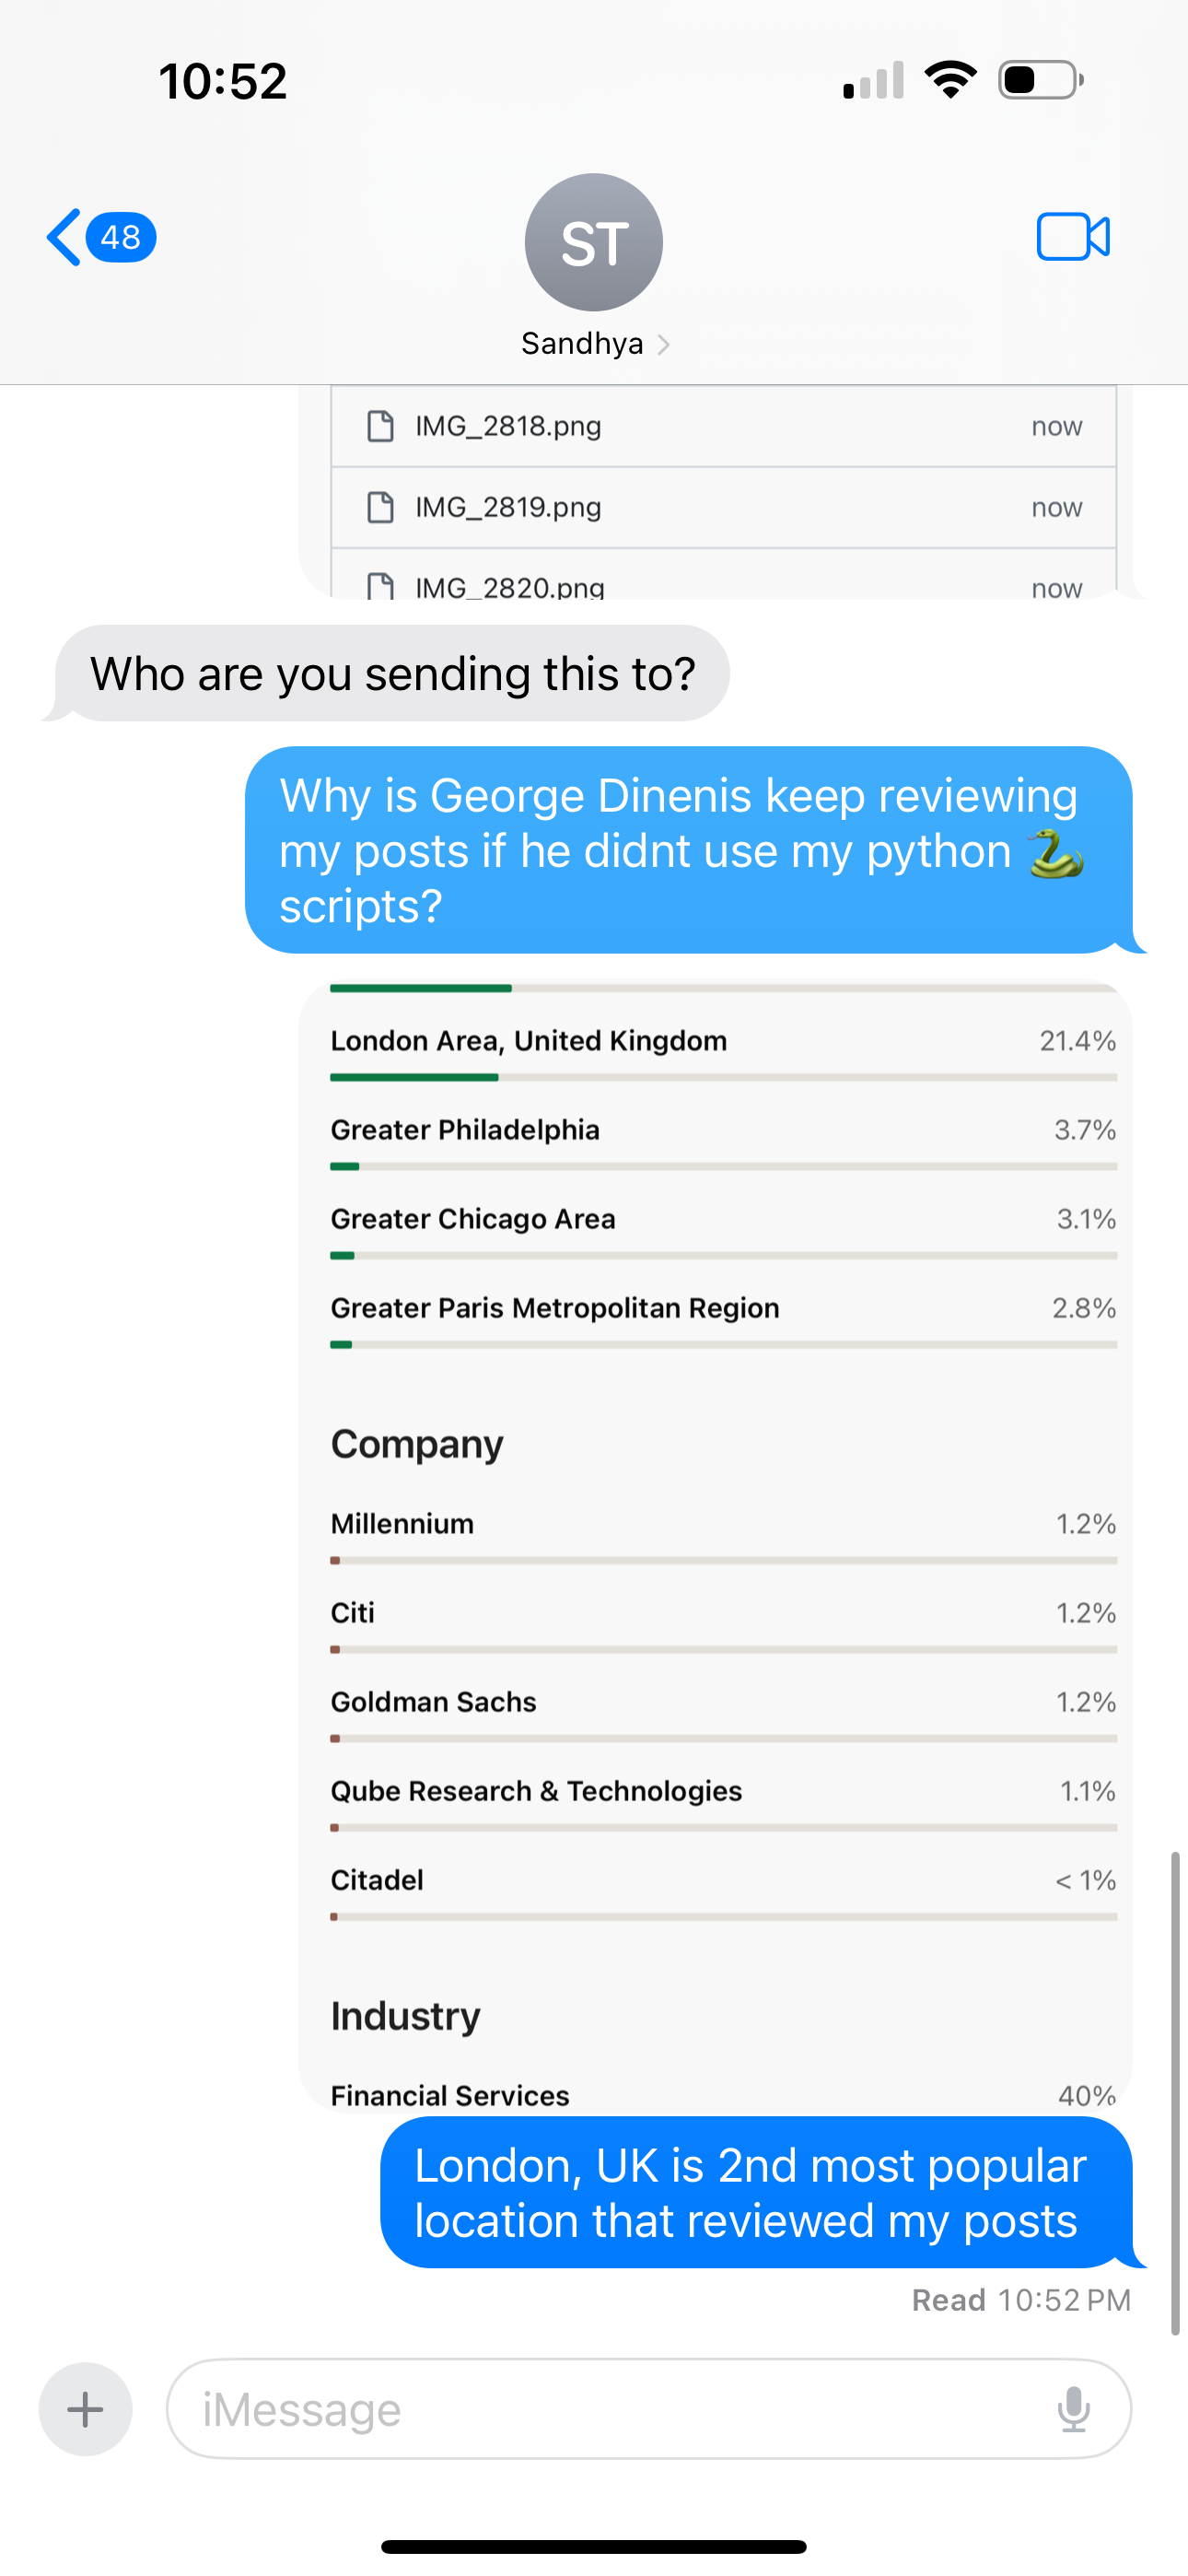 10:52
48
ST
Sandhya
IMG_2818.png now
IMG_2819.png now
IMG_2820.png now
Who are you sending this to?
Why is George Dinenis keep reviewing
my posts if he didnt use my python 🐍
scripts?
London Area, United Kingdom 21.4%
Greater Philadelphia 3.7%
Greater Chicago Area 3.1%
Greater Paris Metropolitan Region 2.8%
Company
Millennium 1.2%
Citi 1.2%
Goldman Sachs 1.2%
Qube Research & Technologies 1.1%
Citadel < 1%
Industry
Financial Services 40%
London, UK is 2nd most popular
location that reviewed my posts
Read 10:52 PM
iMessage